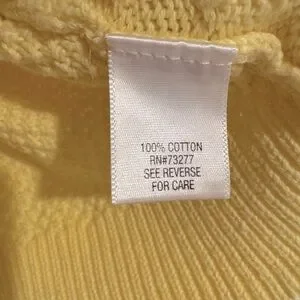 100% COTTON
RN#73277
SEE REVERSE
FOR CARE